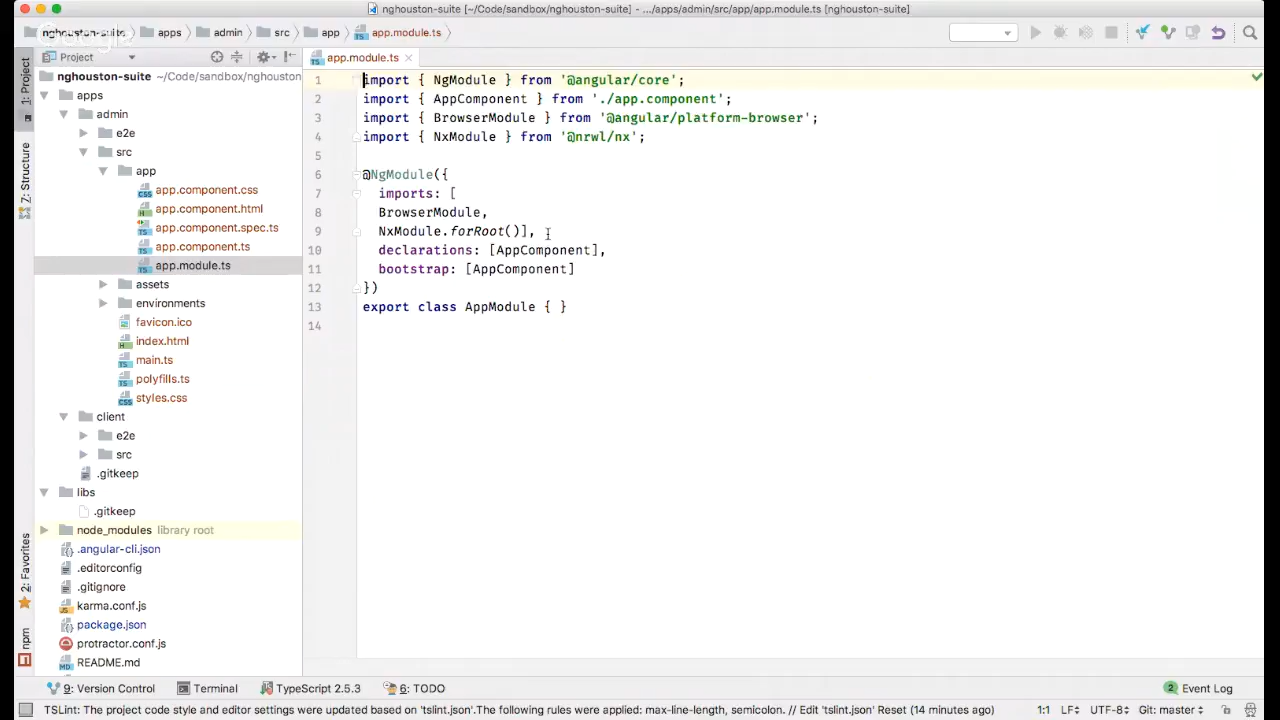 nghouston-suite [~/Code/sandbox/nghouston-suite] - .../apps/admin/src/app/app.module.ts [nghouston-suite]
nghouston-suite apps admin src app app.module.ts
Project
app.module.ts
1: Project
Z: Structure
2: Favorites
npm
nghouston-suite ~/Code/sandbox/nghouston
apps
admin
e2e
src
app
app.component.css
app.component.html
app.component.spec.ts
app.component.ts
app.module.ts
assets
environments
favicon.ico
index.html
main.ts
polyfills.ts
styles.css
client
e2e
src
.gitkeep
libs
.gitkeep
node_modules library root
.angular-cli.json
.editorconfig
.gitignore
karma.conf.js
package.json
protractor.conf.js
README.md
1 import { NgModule } from '@angular/core';
2 import { AppComponent } from './app.component';
3 import { BrowserModule } from '@angular/platform-browser';
4 import { NxModule } from '@nrwl/nx';
5
6 @NgModule({
7 imports: [
8 BrowserModule,
9 NxModule.forRoot()],
10 declarations: [AppComponent],
11 bootstrap: [AppComponent]
12 })
13 export class AppModule { }
14
9: Version Control Terminal TypeScript 2.5.3 6: TODO 2 Event Log
TSLint: The project code style and editor settings were updated based on 'tslint.json'.The following rules were applied: max-line-length, semicolon. // Edit 'tslint.json' Reset (14 minutes ago) 1:1 LF÷ UTF-8÷ Git: master÷